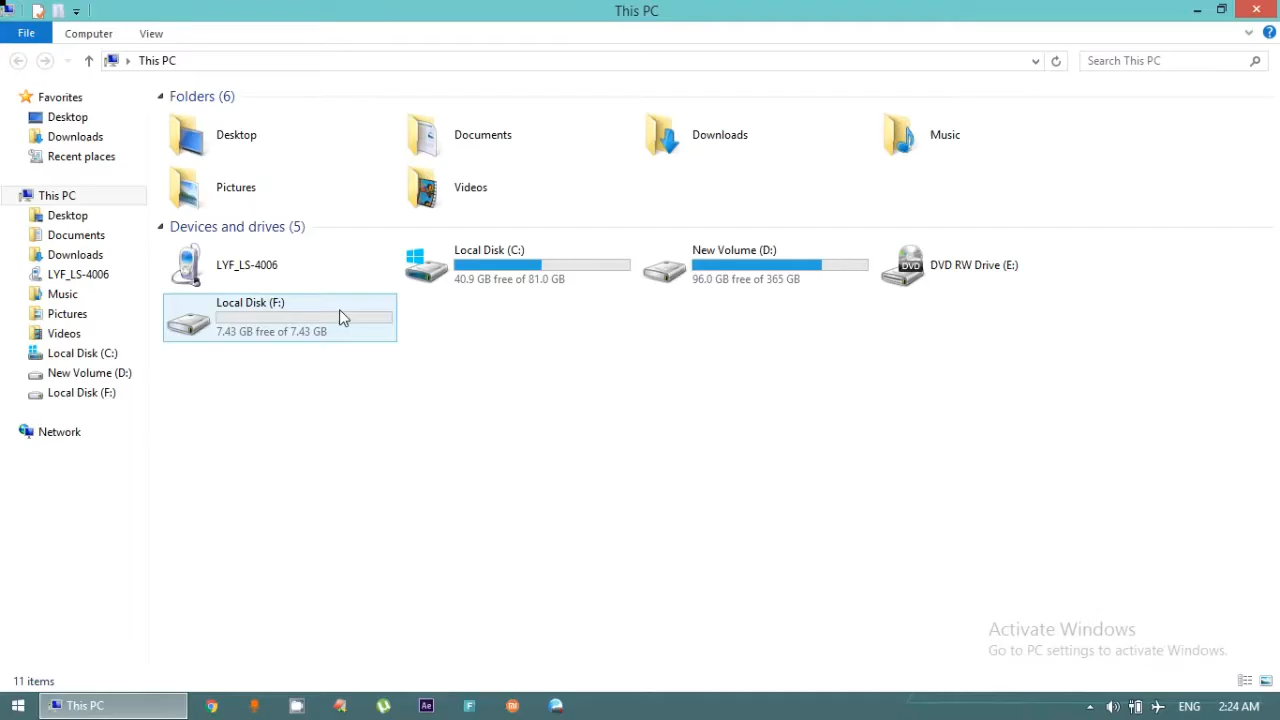 This PC
File Computer View
This PC Search This PC
Favorites
Desktop
Downloads
Recent places
This PC
Desktop
Documents
Downloads
LYF_LS-4006
Music
Pictures
Videos
Local Disk (C:)
New Volume (D:)
Local Disk (F:)
Network
Folders (6)
Desktop Documents Downloads Music
Pictures Videos
Devices and drives (5)
LYF_LS-4006
Local Disk (C:)
40.9 GB free of 81.0 GB
New Volume (D:)
96.0 GB free of 365 GB
DVD
DVD RW Drive (E:)
Local Disk (F:)
7.43 GB free of 7.43 GB
Activate Windows
Go to PC settings to activate Windows.
11 items
This PC Ae F mi ENG 2:24 AM